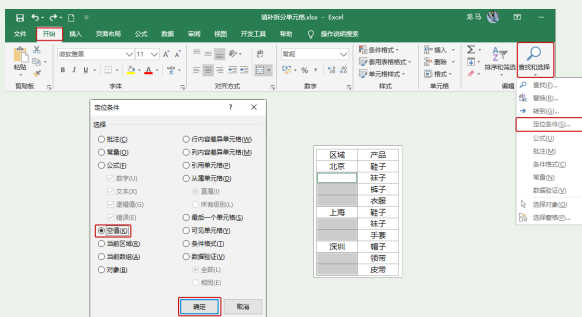 填补拆分单元格.xlsx - Excel
龙马
文件 开始 插入 页面布局 公式 数据 审阅 视图 开发工具 帮助 操作说明搜索
粘贴
微软雅黑 11 A A
B I U A
常规
%
条件格式
套用表格格式
单元格样式
插入
删除
格式
排序和筛选 查找和选择
剪贴板 字体 对齐方式 数字 样式 单元格 编辑
查找(F)...
替换(R)...
转到(G)...
定位条件(S)...
公式(U)
批注(M)
条件格式(C)
常量(N)
数据验证(V)
选择对象(O)
选择窗格(P)...
定位条件 ? ×
选择
批注(C) 行内容差异单元格(W)
常量(O) 列内容差异单元格(M)
公式(F) 引用单元格(P)
数字(U) 从属单元格(D)
文本(X) 直属(I)
逻辑值(G) 所有级别(L)
错误(E) 最后一个单元格(S)
空值(K) 可见单元格(Y)
当前区域(R) 条件格式(T)
当前数组(A) 数据验证(V)
对象(B) 全部(L)
相同(E)
确定 取消
区域 产品
北京 鞋子
袜子
裤子
衣服
上海 鞋子
袜子
手套
深圳 帽子
领带
皮带